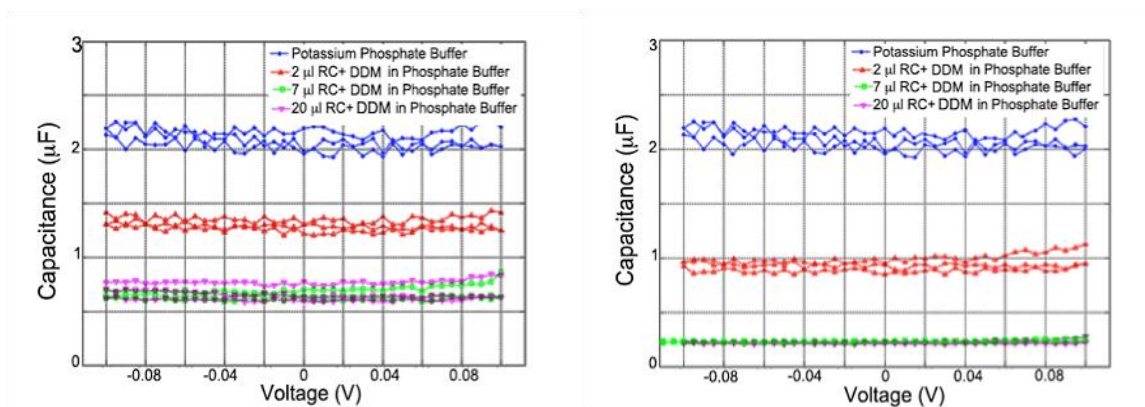 3
2
1
0
Capacitance (μF)
Potassium Phosphate Buffer
2 μl RC+ DDM in Phosphate Buffer
7 μl RC+ DDM in Phosphate Buffer
20 μl RC+ DDM in Phosphate Buffer
-0.08 -0.04 0 0.04 0.08
Voltage (V)
3
2
1
0
Capacitance (μF)
Potassium Phosphate Buffer
2 μl RC+ DDM in Phosphate Buffer
7 μl RC+ DDM in Phosphate Buffer
20 μl RC+ DDM in Phosphate Buffer
-0.08 -0.04 0 0.04 0.08
Voltage (V)